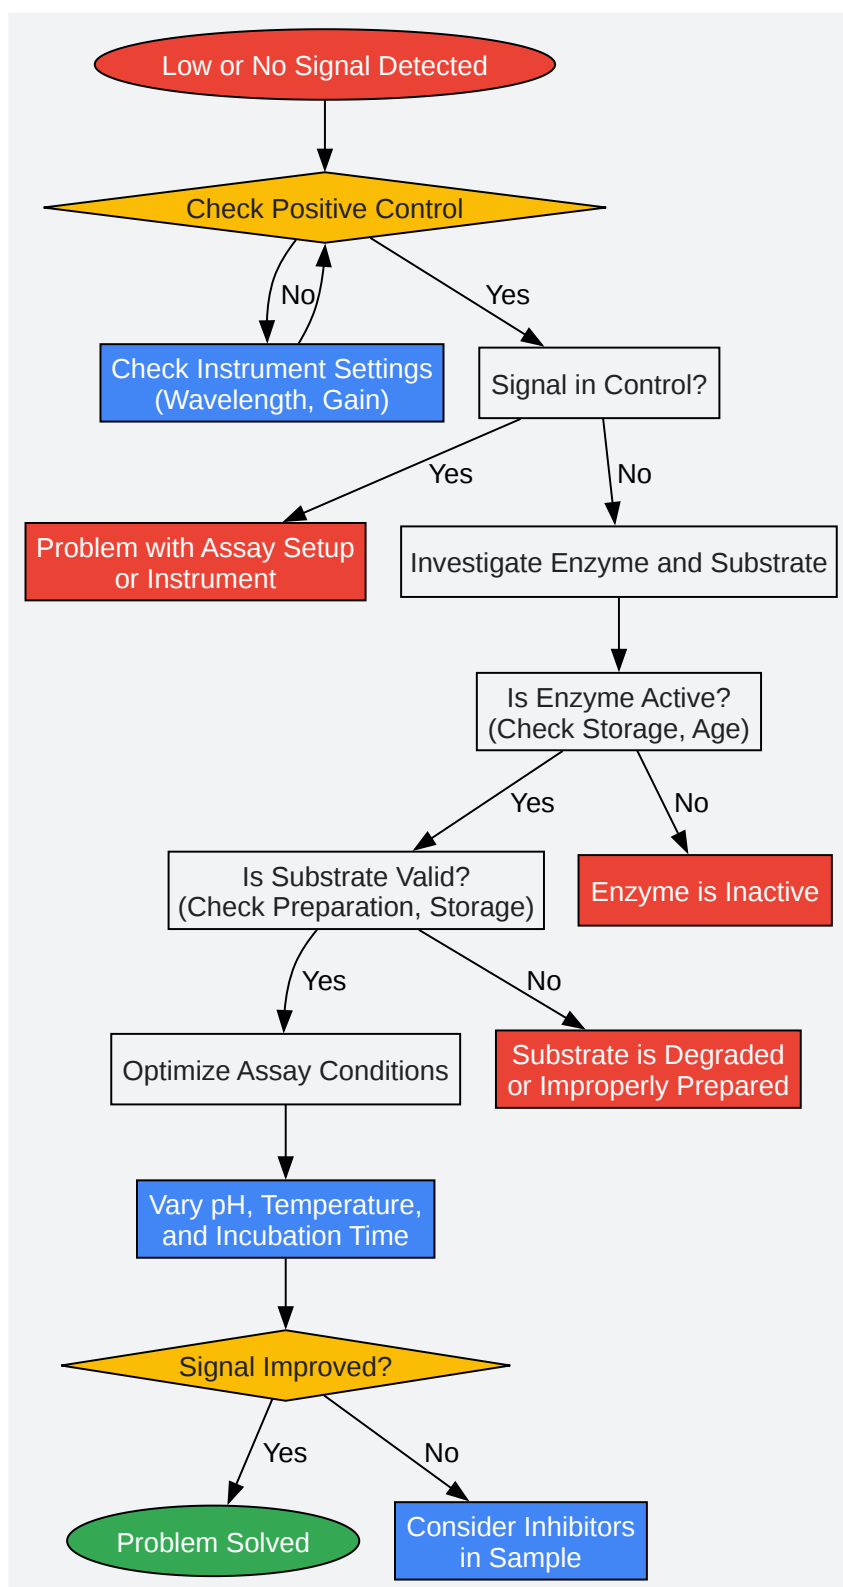 Low or No Signal Detected
Check Positive Control
No
Yes
Check Instrument Settings
(Wavelength, Gain)
Signal in Control?
Yes
No
Problem with Assay Setup
or Instrument
Investigate Enzyme and Substrate
Is Enzyme Active?
(Check Storage, Age)
Yes
No
Is Substrate Valid?
(Check Preparation, Storage)
Enzyme is Inactive
Yes
No
Optimize Assay Conditions
Substrate is Degraded
or Improperly Prepared
Vary pH, Temperature,
and Incubation Time
Signal Improved?
Yes
No
Problem Solved
Consider Inhibitors
in Sample